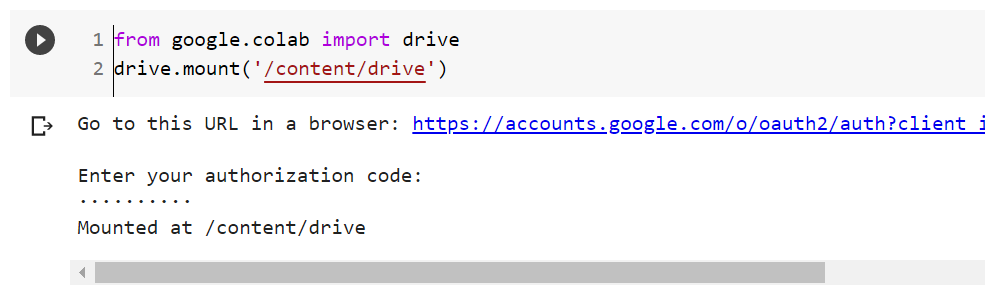 1 from google.colab import drive
2 drive.mount('/content/drive')
Go to this URL in a browser: https://accounts.google.com/o/oauth2/auth?client_i
Enter your authorization code:
··········
Mounted at /content/drive